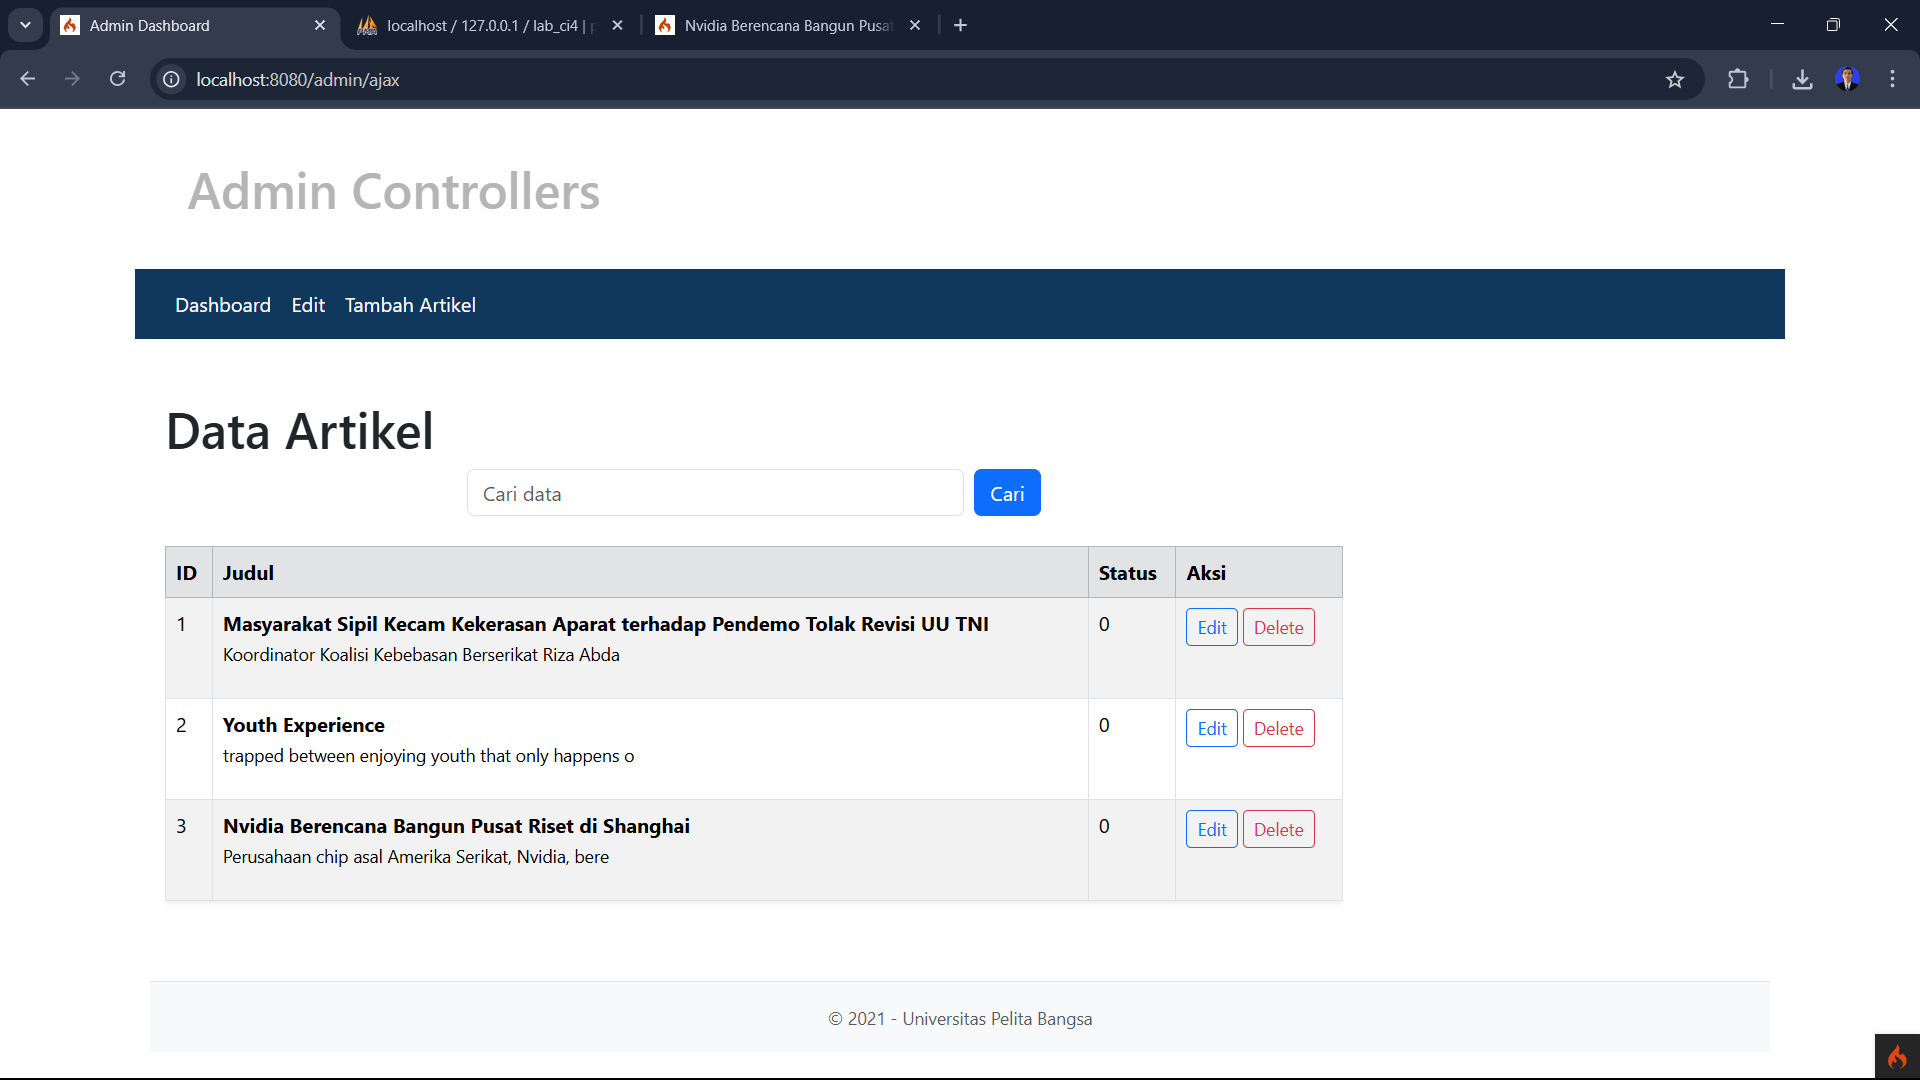 Admin Dashboard
localhost / 127.0.0.1 / lab_ci4 |
Nvidia Berencana Bangun Pusat
localhost:8080/admin/ajax
Admin Controllers
Dashboard Edit Tambah Artikel
Data Artikel
Cari data Cari
ID Judul Status Aksi
1 Masyarakat Sipil Kecam Kekerasan Aparat terhadap Pendemo Tolak Revisi UU TNI 0 Edit Delete
Koordinator Koalisi Kebebasan Berserikat Riza Abda
2 Youth Experience 0 Edit Delete
trapped between enjoying youth that only happens o
3 Nvidia Berencana Bangun Pusat Riset di Shanghai 0 Edit Delete
Perusahaan chip asal Amerika Serikat, Nvidia, bere
© 2021 - Universitas Pelita Bangsa